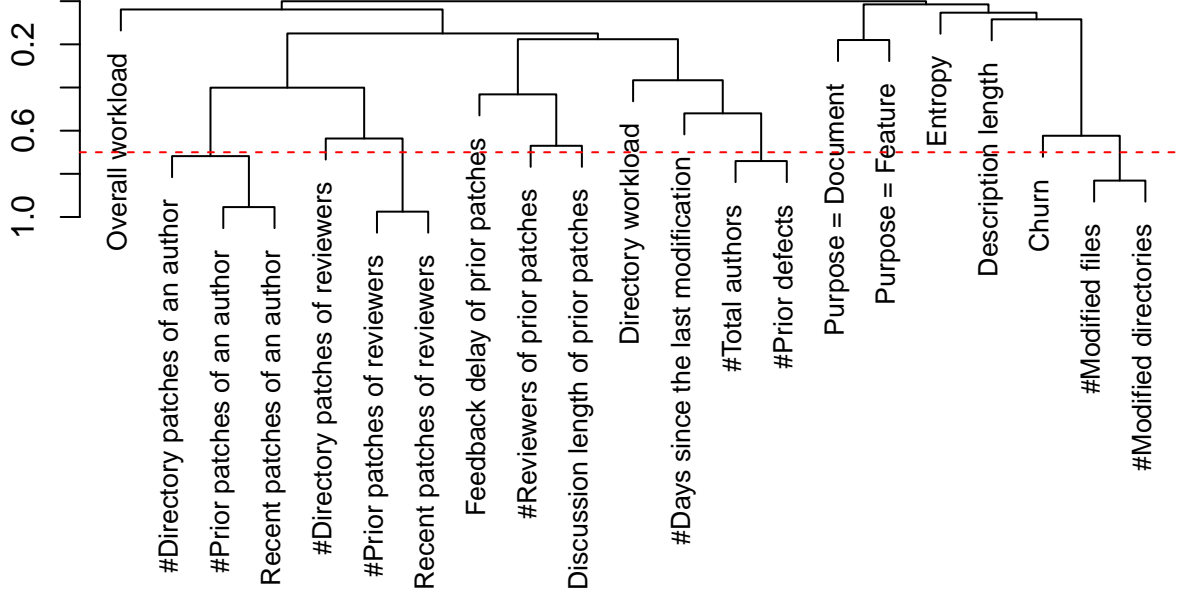 0.2
0.6
1.0
Overall workload
#Directory patches of an author
#Prior patches of an author
Recent patches of an author
#Directory patches of reviewers
#Prior patches of reviewers
Recent patches of reviewers
Feedback delay of prior patches
#Reviewers of prior patches
Discussion length of prior patches
Directory workload
#Days since the last modification
#Total authors
#Prior defects
Purpose = Document
Purpose = Feature
Entropy
Description length
Churn
#Modified files
#Modified directories